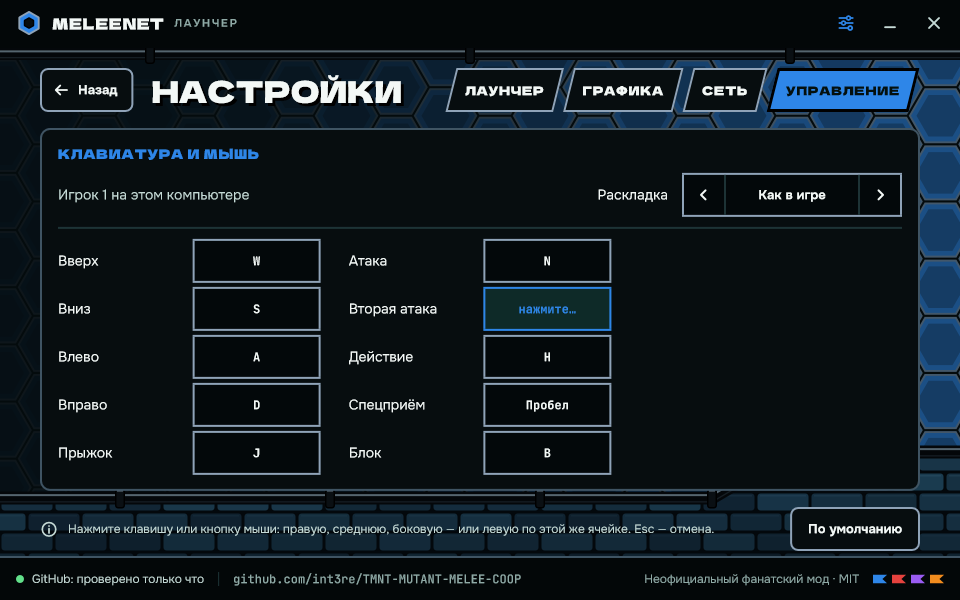 MELEENET ЛАУНЧЕР
Назад
НАСТРОЙКИ
ЛАУНЧЕР
ГРАФИКА
СЕТЬ
УПРАВЛЕНИЕ
КЛАВИАТУРА И МЫШЬ
Игрок 1 на этом компьютере
Раскладка
Как в игре
Вверх W Атака N
Вниз S Вторая атака нажмите…
Влево A Действие H
Вправо D Спецприём Пробел
Прыжок J Блок B
Нажмите клавишу или кнопку мыши: правую, среднюю, боковую — или левую по этой же ячейке. Esc — отмена.
По умолчанию
GitHub: проверено только что
github.com/int3re/TMNT-MUTANT-MELEE-COOP
Неофициальный фанатский мод · MIT